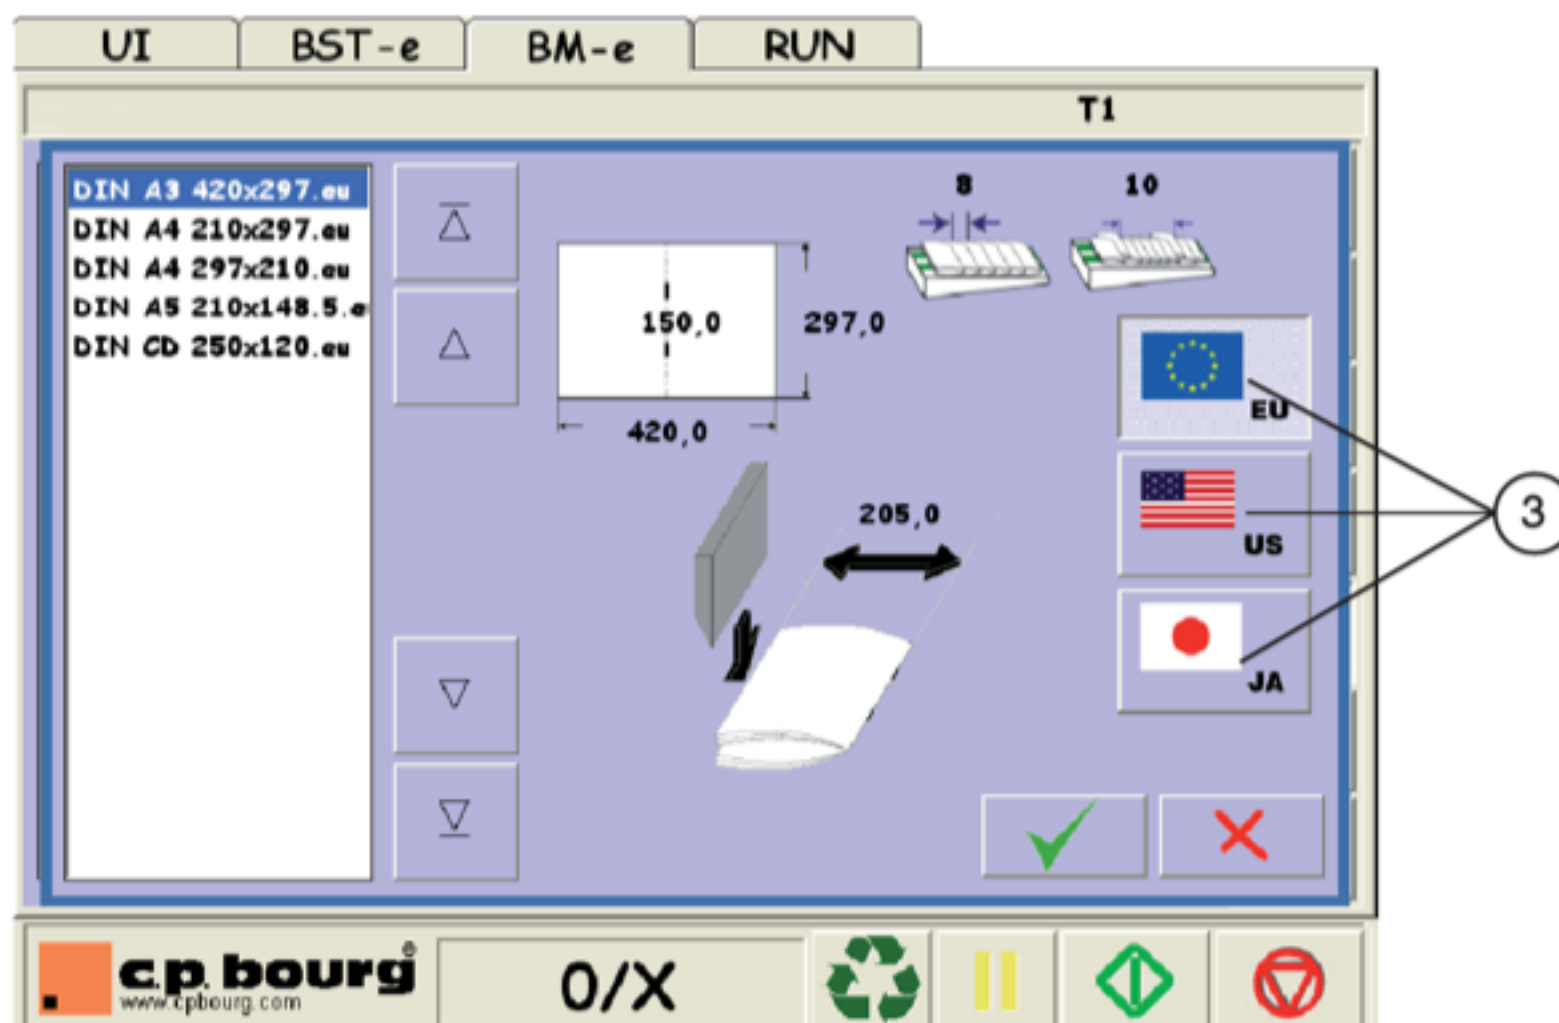 UI BST-e BM-e RUN
T1
DIN A3 420x297.eu
DIN A4 210x297.eu
DIN A4 297x210.eu
DIN A5 210x148.5.e
DIN CD 250x120.eu
8 10
150,0 297,0
420,0
EU
205,0
US
3
JA
c.p. bourg®
www.cpbourg.com
0/X